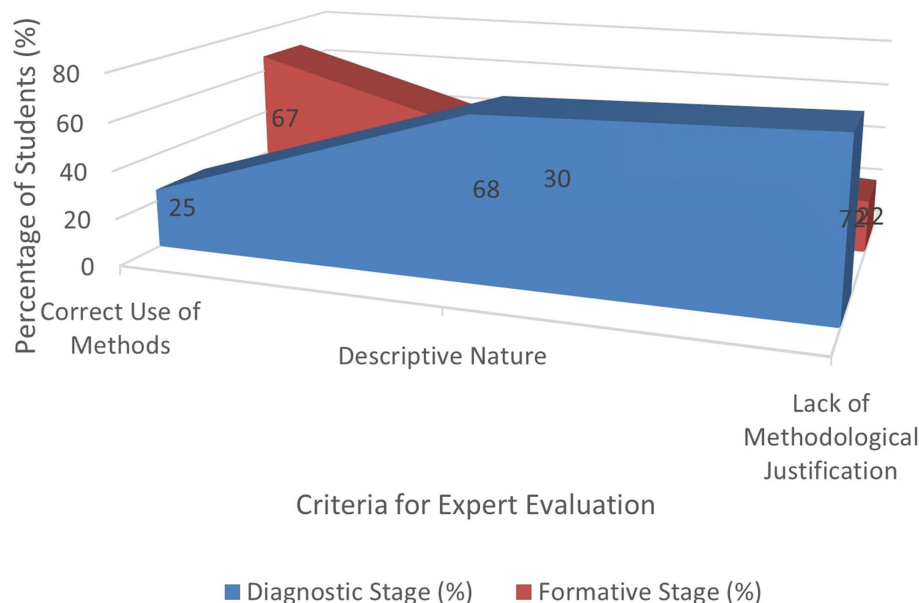 Percentage of Students (%)
80
60
40
20
0
67
25
68
30
72
22
Correct Use of
Methods
Descriptive Nature
Lack of
Methodological
Justification
Criteria for Expert Evaluation
Diagnostic Stage (%)
Formative Stage (%)